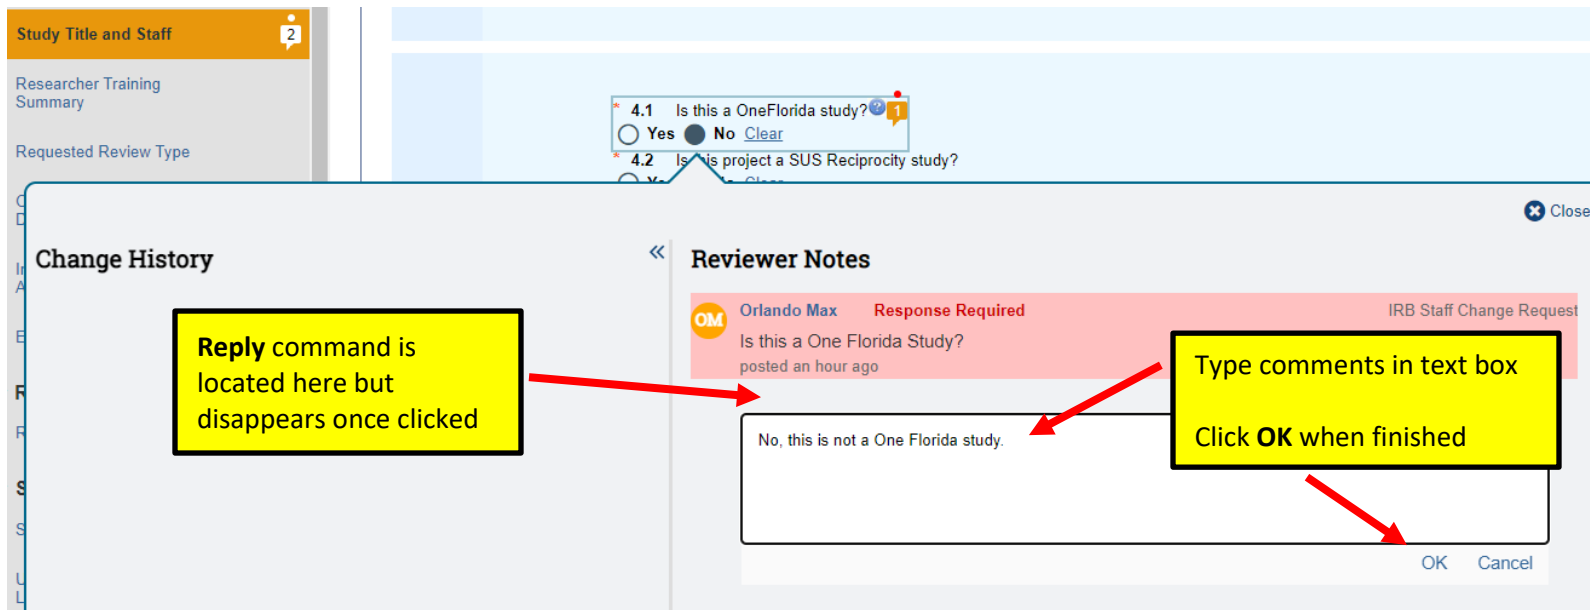 Study Title and Staff
2
Researcher Training
Summary
Requested Review Type
* 4.1 Is this a OneFlorida study? ? 1
Yes No Clear
* 4.2 Is this project a SUS Reciprocity study?
Clear
Close
Change History
«
Reviewer Notes
OM
Orlando Max Response Required IRB Staff Change Request
Is this a One Florida Study?
posted an hour ago
Reply command is
located here but
disappears once clicked
Type comments in text box
Click OK when finished
No, this is not a One Florida study.
OK Cancel